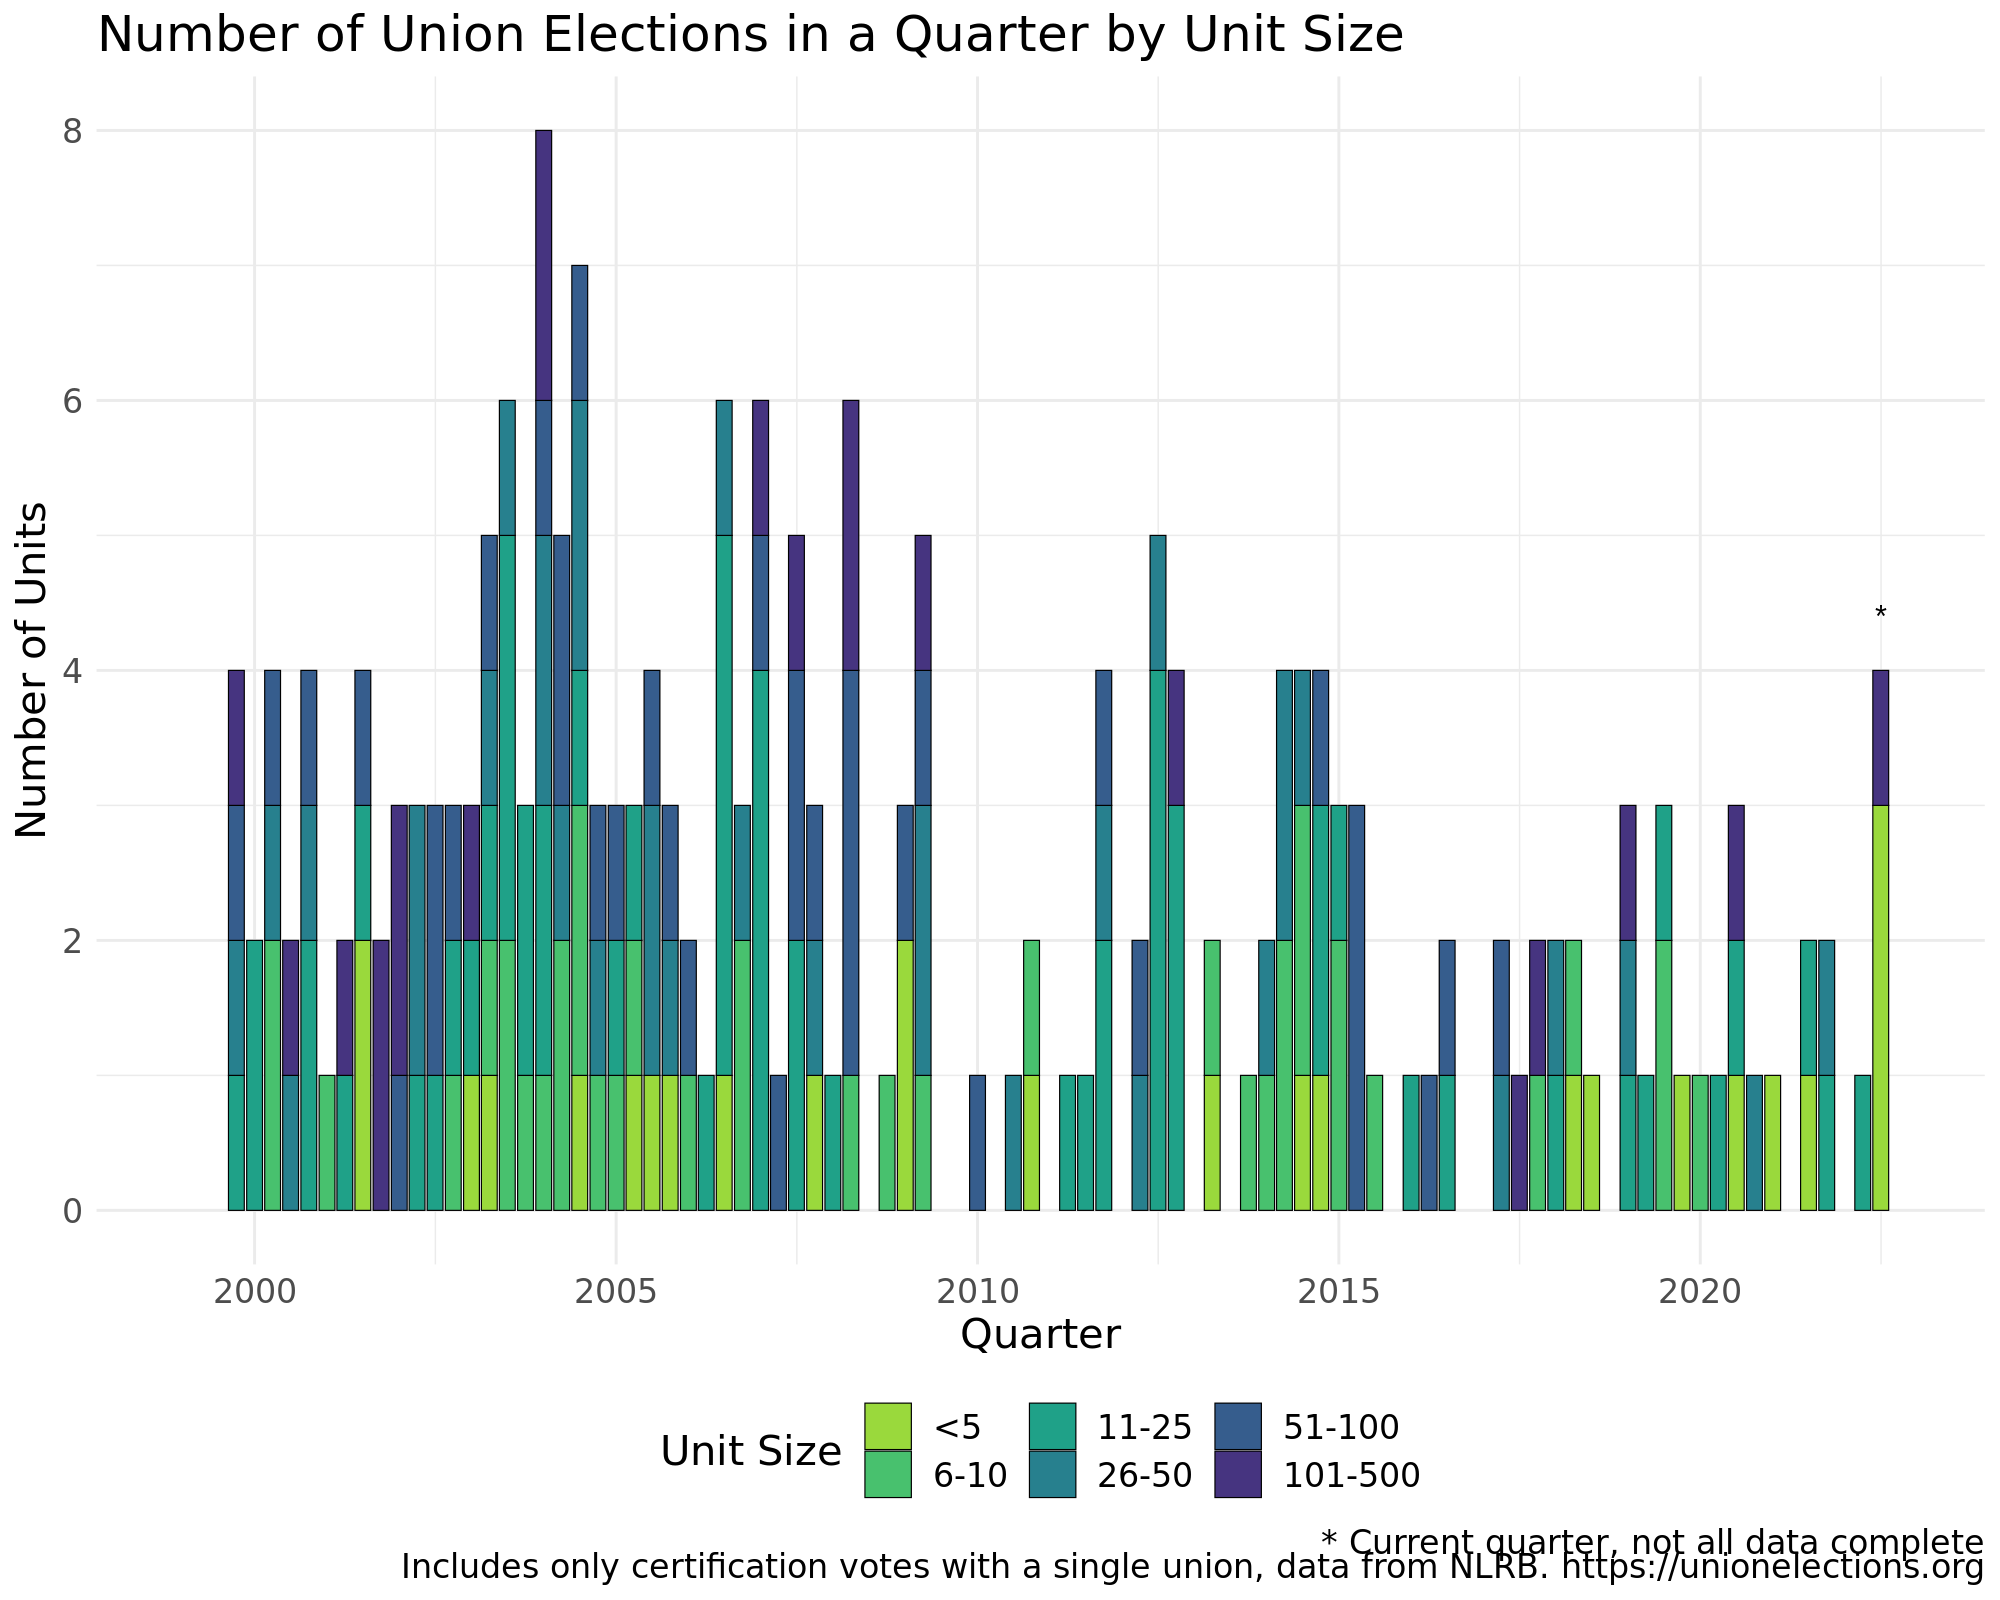 Number of Union Elections in a Quarter by Unit Size
Number of Units
8
6
4
2
0
*
2000 2005 2010 2015 2020
Quarter
Unit Size
<5 11-25 51-100
6-10 26-50 101-500
* Current quarter, not all data complete
Includes only certification votes with a single union, data from NLRB. https://unionelections.org